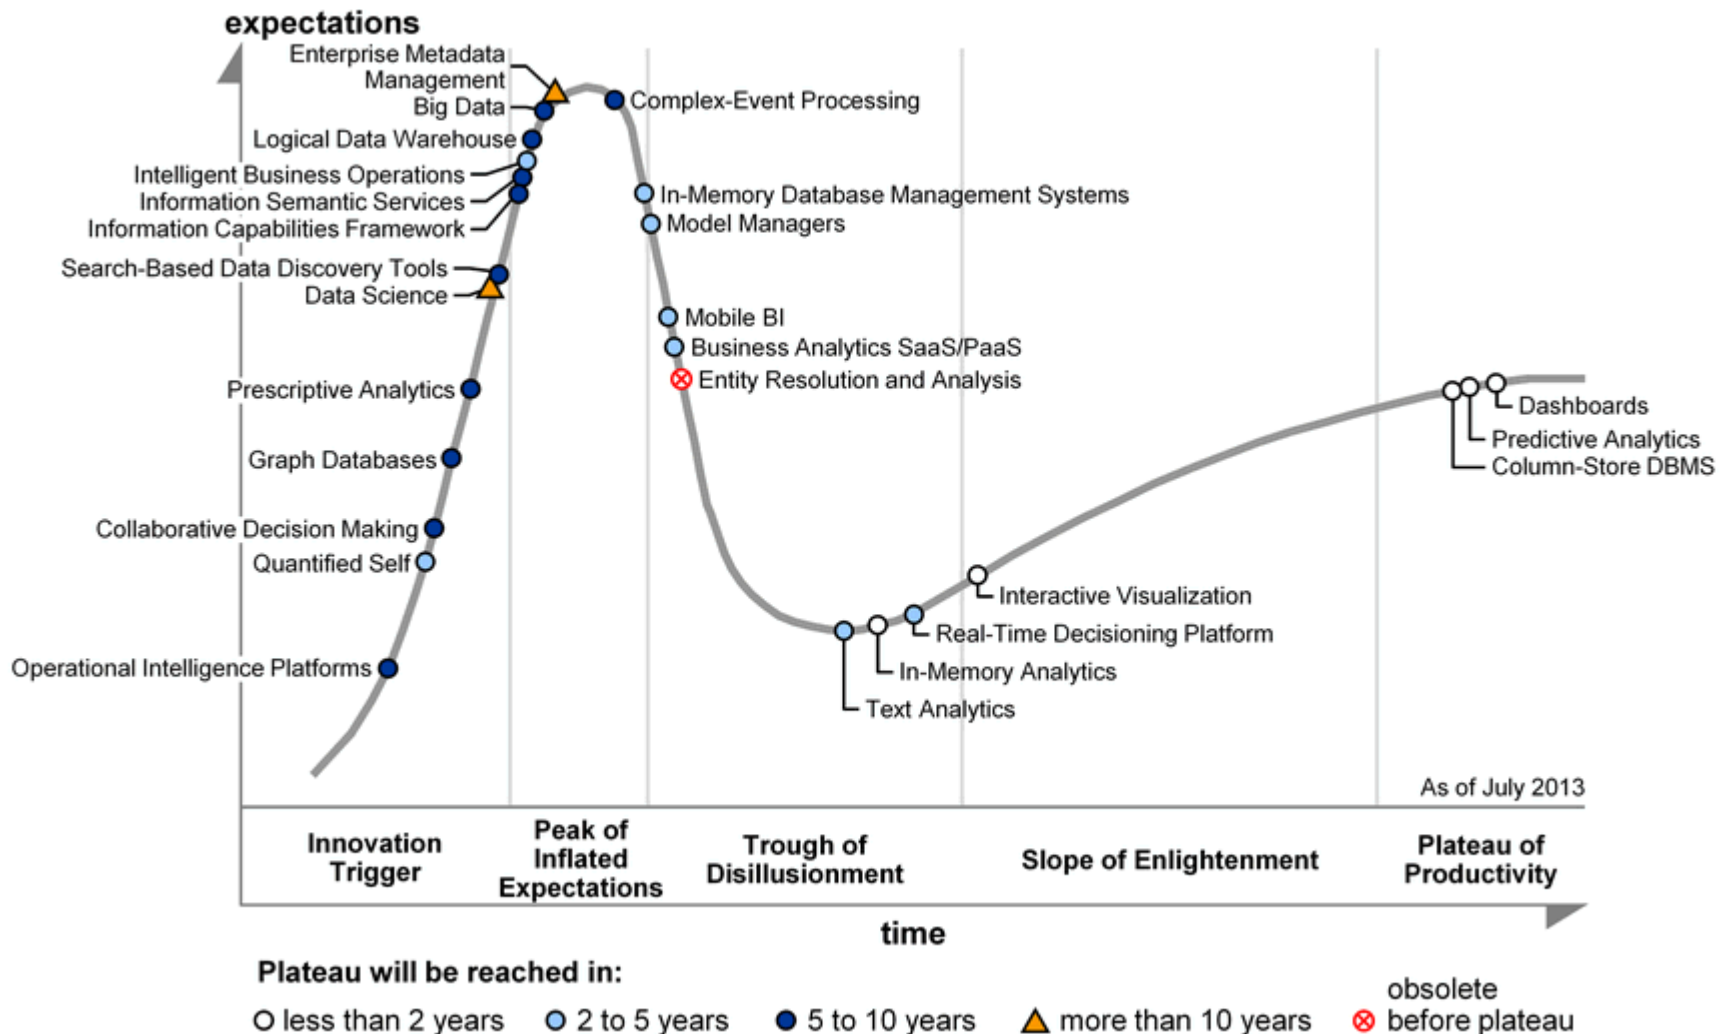 expectations
Enterprise Metadata
Management
Big Data
Complex-Event Processing
Logical Data Warehouse
Intelligent Business Operations
Information Semantic Services
Information Capabilities Framework
In-Memory Database Management Systems
Model Managers
Search-Based Data Discovery Tools
Data Science
Mobile BI
Business Analytics SaaS/PaaS
Entity Resolution and Analysis
Prescriptive Analytics
Dashboards
Predictive Analytics
Column-Store DBMS
Graph Databases
Collaborative Decision Making
Quantified Self
Interactive Visualization
Real-Time Decisioning Platform
In-Memory Analytics
Text Analytics
Operational Intelligence Platforms
As of July 2013
Innovation
Trigger
Peak of
Inflated
Expectations
Trough of
Disillusionment
Slope of Enlightenment
Plateau of
Productivity
time
Plateau will be reached in:
less than 2 years
2 to 5 years
5 to 10 years
more than 10 years
obsolete
before plateau